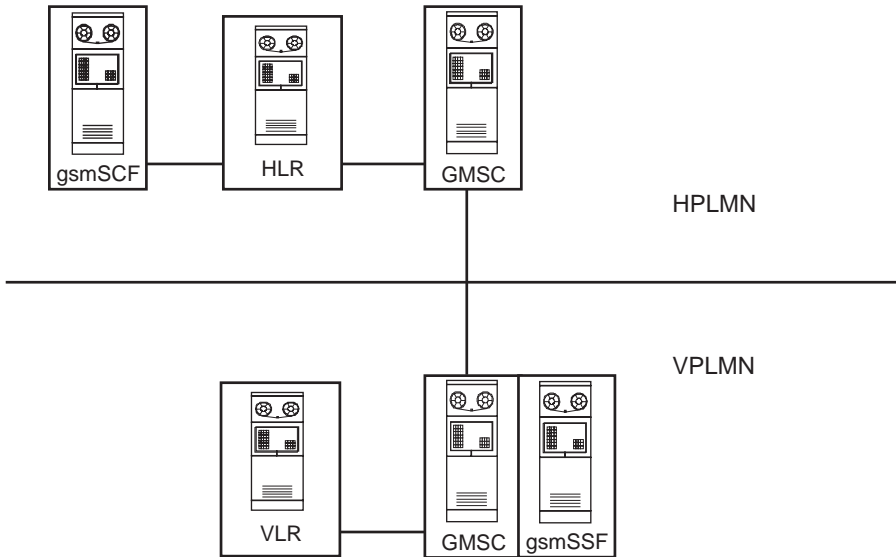 gsmSCF
HLR
GMSC
HPLMN
VPLMN
VLR
GMSC
gsmSSF